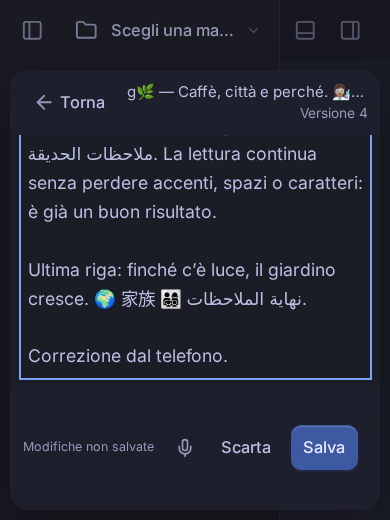 Scegli una ma...
Torna
g🌿 — Caffè, città e perché. 👩🏽‍🔬...
Versione 4
ملاحظات الحديقة. La lettura continua
senza perdere accenti, spazi o caratteri:
è già un buon risultato.
Ultima riga: finché c’è luce, il giardino
cresce. 🌍 家族 👨‍👩‍👧‍👦 نهاية الملاحظات.
Correzione dal telefono.
Modifiche non salvate
Scarta
Salva